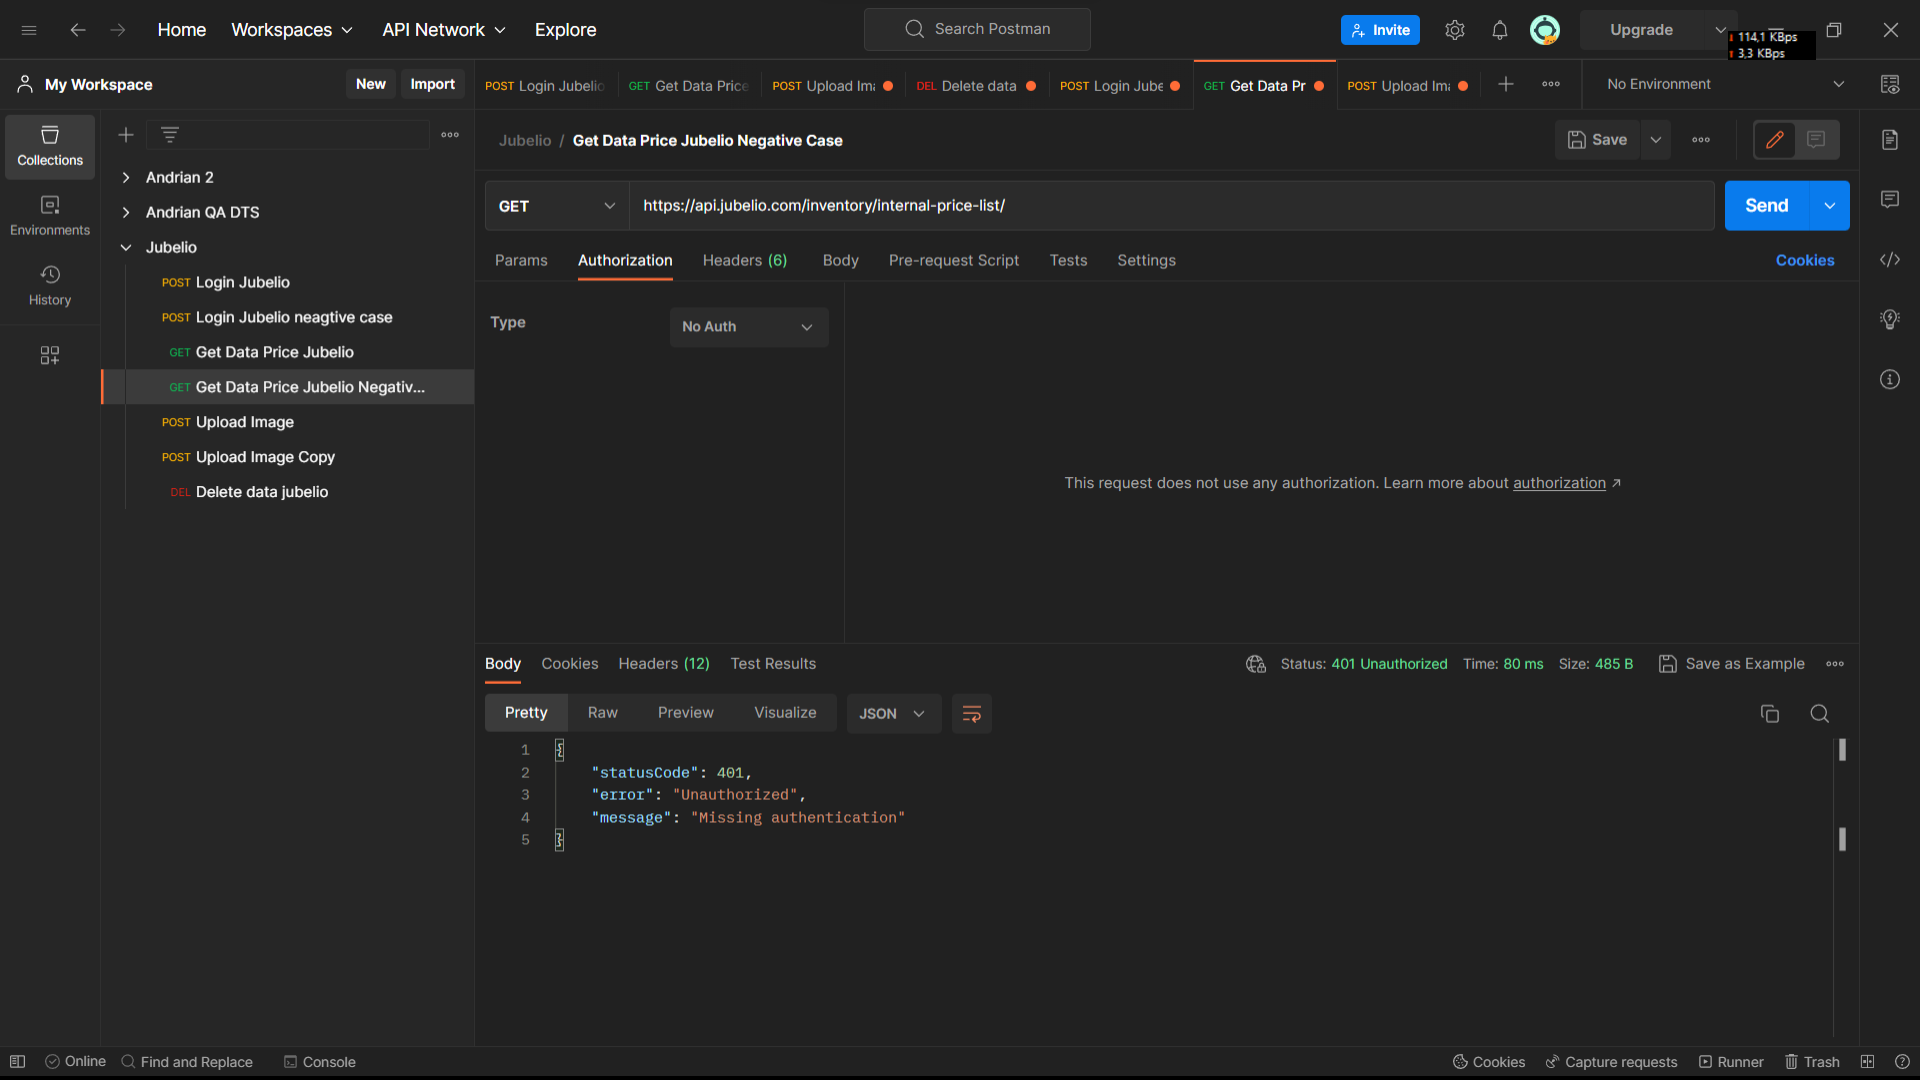 Home
Workspaces
API Network
Explore
Search Postman
Invite
Upgrade
114,1 KBps
3,3 KBps
My Workspace
New
Import
POST Login Jubelio
GET Get Data Price
POST Upload Ima
DEL Delete data
POST Login Jube
GET Get Data Pr
POST Upload Ima
No Environment
Collections
Environments
History
Andrian 2
Andrian QA DTS
Jubelio
POST Login Jubelio
POST Login Jubelio neagtive case
GET Get Data Price Jubelio
GET Get Data Price Jubelio Negativ...
POST Upload Image
POST Upload Image Copy
DEL Delete data jubelio
Jubelio / Get Data Price Jubelio Negative Case
Save
GET
https://api.jubelio.com/inventory/internal-price-list/
Send
Params
Authorization
Headers (6)
Body
Pre-request Script
Tests
Settings
Cookies
Type
No Auth
This request does not use any authorization. Learn more about authorization ↗
Body
Cookies
Headers (12)
Test Results
Status: 401 Unauthorized
Time: 80 ms
Size: 485 B
Save as Example
Pretty
Raw
Preview
Visualize
JSON
1 {
2 "statusCode": 401,
3 "error": "Unauthorized",
4 "message": "Missing authentication"
5 }
Online
Find and Replace
Console
Cookies
Capture requests
Runner
Trash